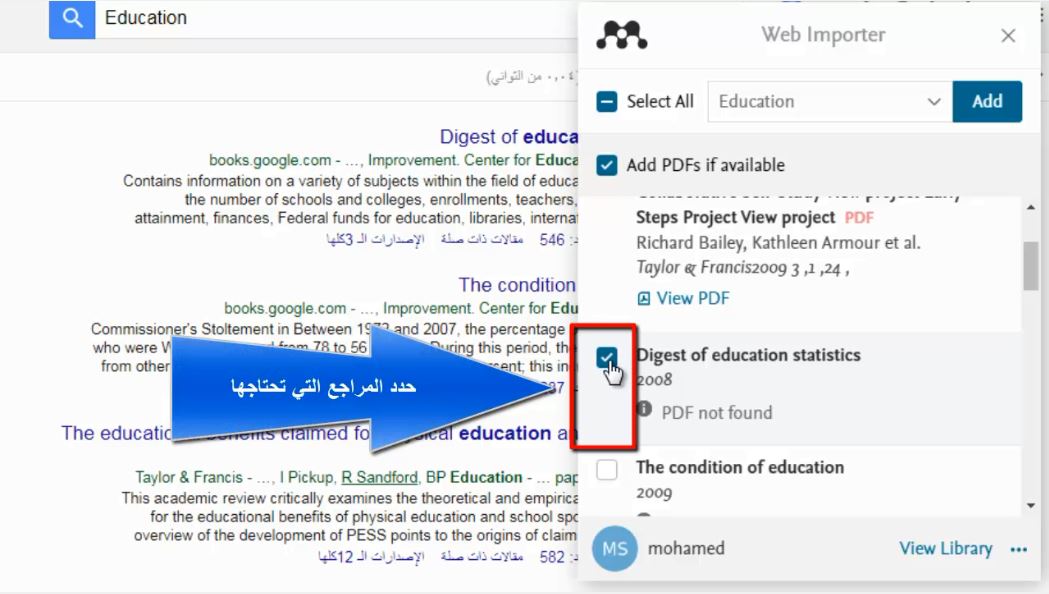 Education
(٠,٠٤ من الثواني)
Digest of educa
books.google.com - …, Improvement. Center for Educa
Contains information on a variety of subjects within the field of educa
the number of schools and colleges, enrollments, teachers,
attainment, finances, Federal funds for education, libraries, internat
546 مقالات ذات صلة الإصدارات الـ 3كلها
The condition
books.google.com - …, Improvement. Center for Edu
Commissioner's Stoltement in Between 1972 and 2007, the percentage
who were W from 78 to 56 During this period, the
from other cent; this in
حدد المراجع التي تحتاجها
The educatio benefits claimed fo physical education an
Taylor & Francis - …, I Pickup, R Sandford, BP Education - … pap
This academic review critically examines the theoretical and empirica
for the educational benefits of physical education and school spo
overview of the development of PESS points to the origins of claim
582 مقالات ذات صلة الإصدارات الـ 12كلها
Web Importer
Select All
Education
Add
Add PDFs if available
Steps Project View project PDF
Richard Bailey, Kathleen Armour et al.
Taylor & Francis2009 3 ,1 ,24 ,
View PDF
Digest of education statistics
2008
PDF not found
The condition of education
2009
MS mohamed
View Library